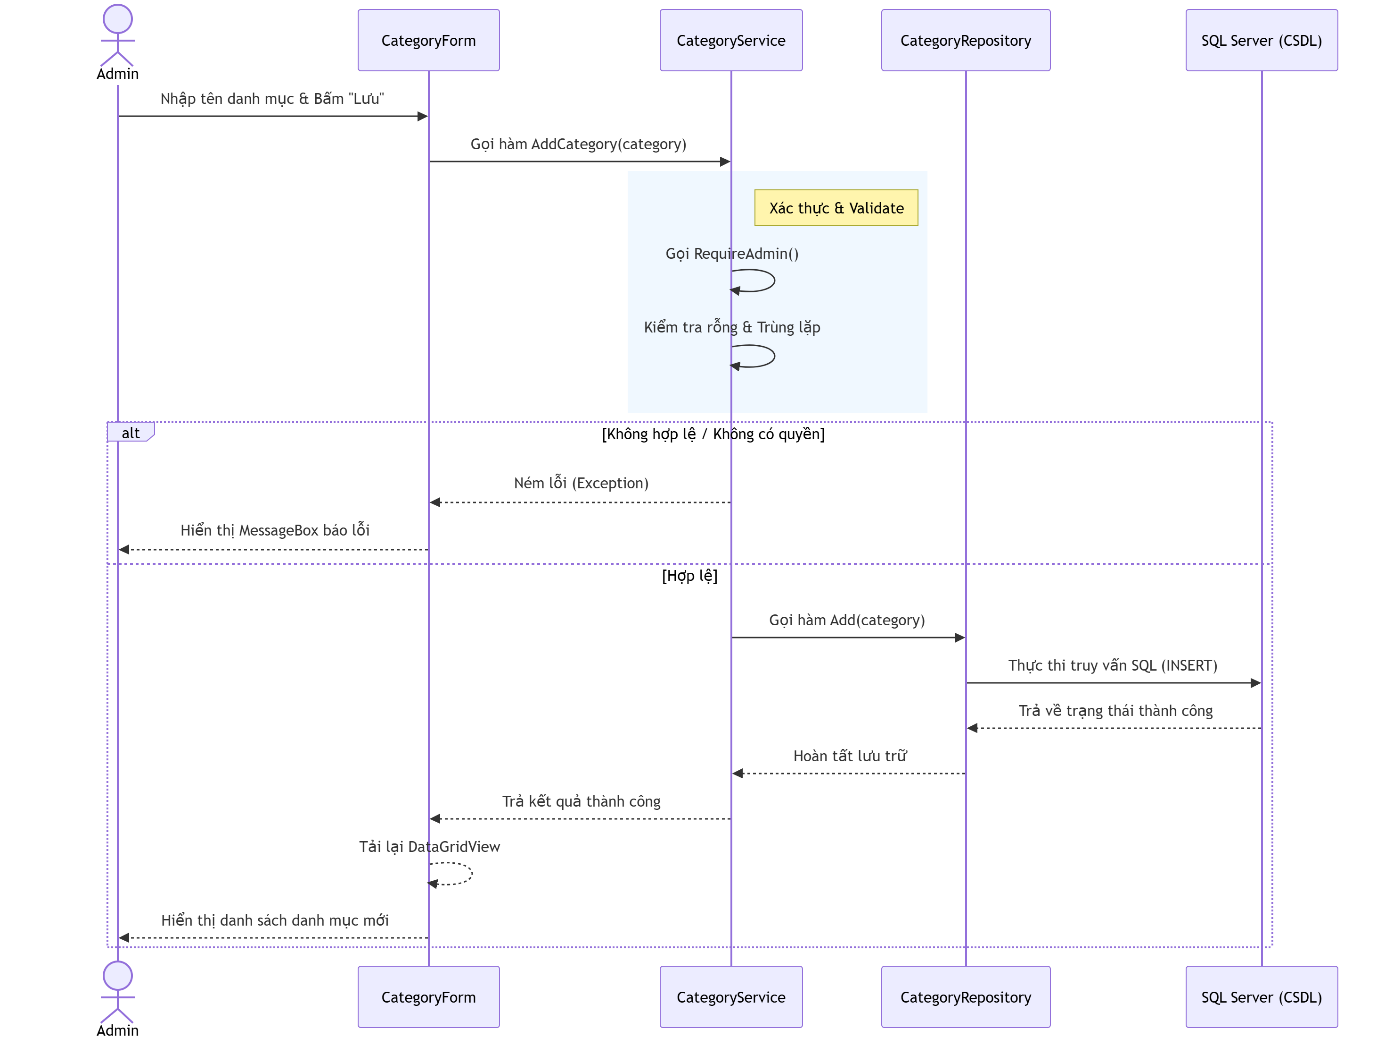 CategoryForm
CategoryService
CategoryRepository
SQL Server (CSDL)
Admin
Nhập tên danh mục & Bấm "Lưu"
Gọi hàm AddCategory(category)
Xác thực & Validate
Gọi RequireAdmin()
Kiểm tra rỗng & Trùng lặp
alt
[Không hợp lệ / Không có quyền]
Ném lỗi (Exception)
Hiển thị MessageBox báo lỗi
[Hợp lệ]
Gọi hàm Add(category)
Thực thi truy vấn SQL (INSERT)
Trả về trạng thái thành công
Hoàn tất lưu trữ
Trả kết quả thành công
Tải lại DataGridView
Hiển thị danh sách danh mục mới
CategoryForm
CategoryService
CategoryRepository
SQL Server (CSDL)
Admin